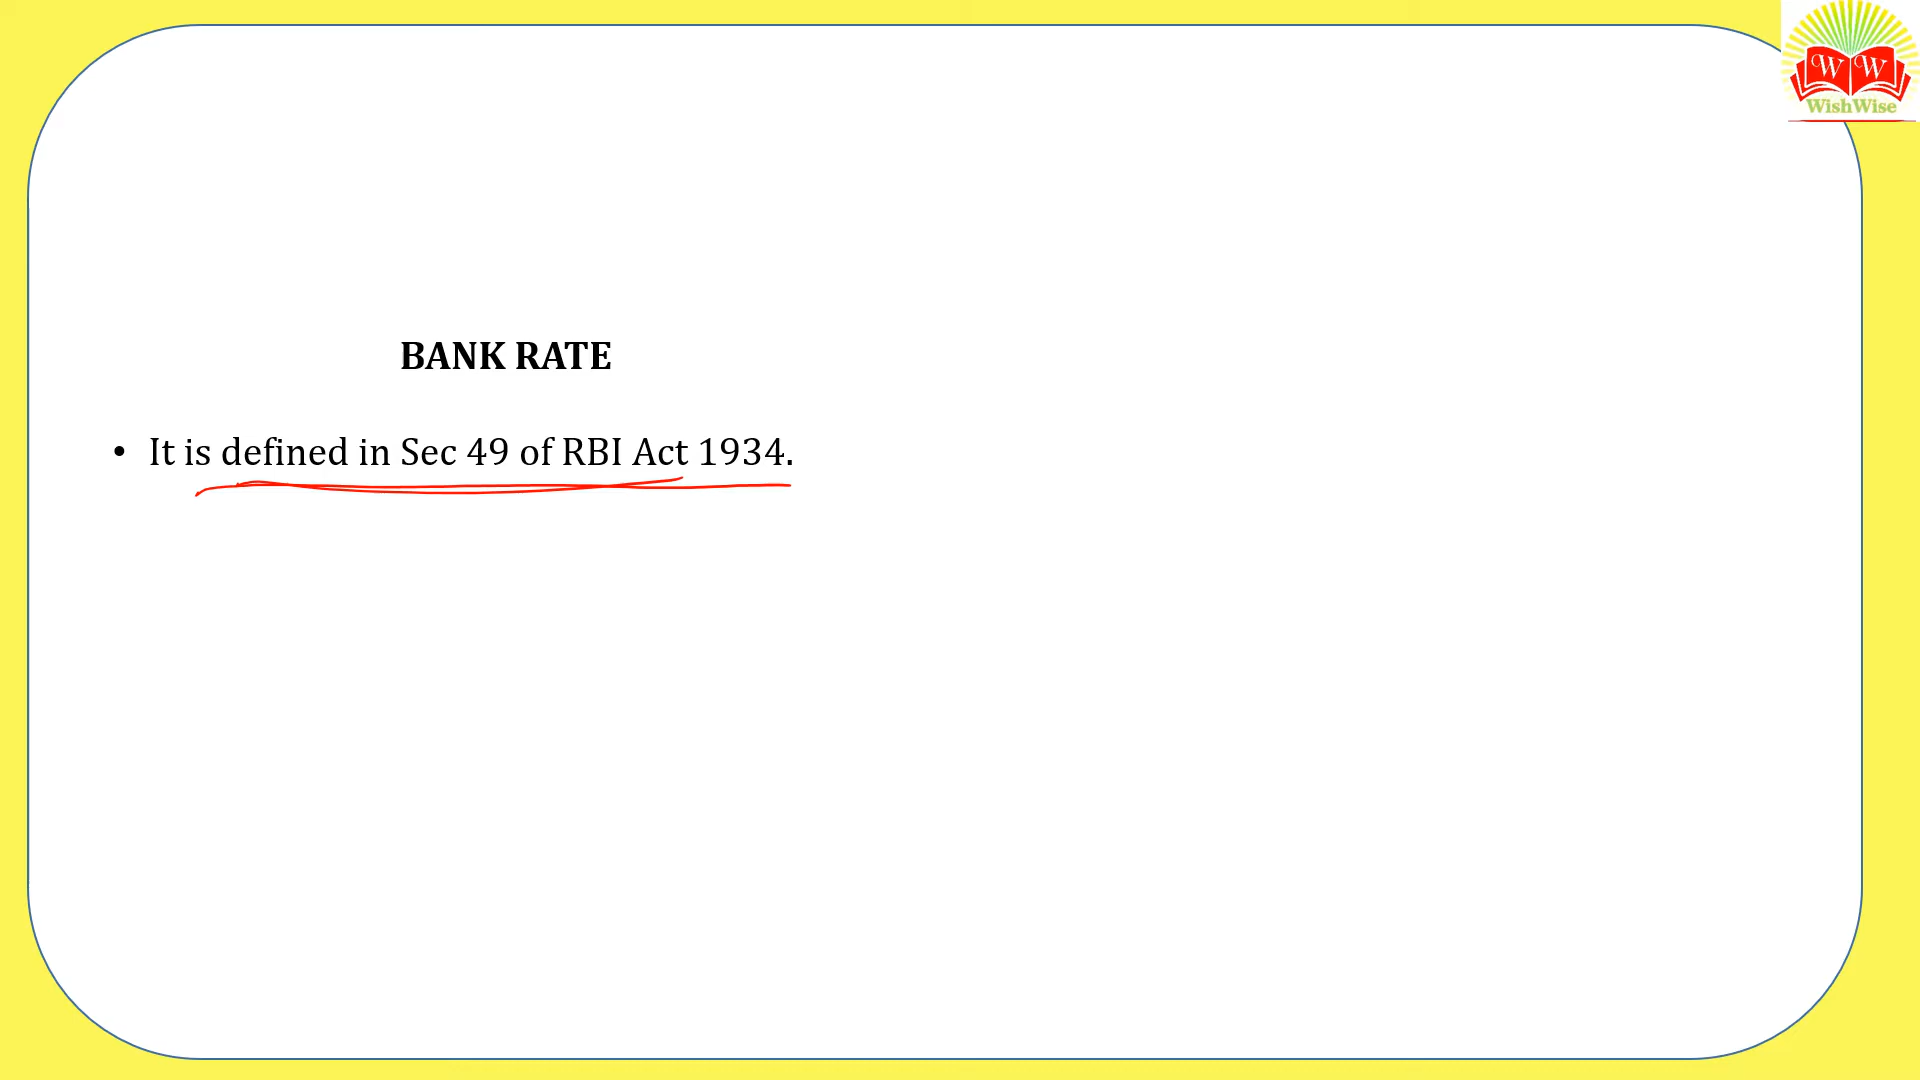 W W
WishWise
BANK RATE
• It is defined in Sec 49 of RBI Act 1934.